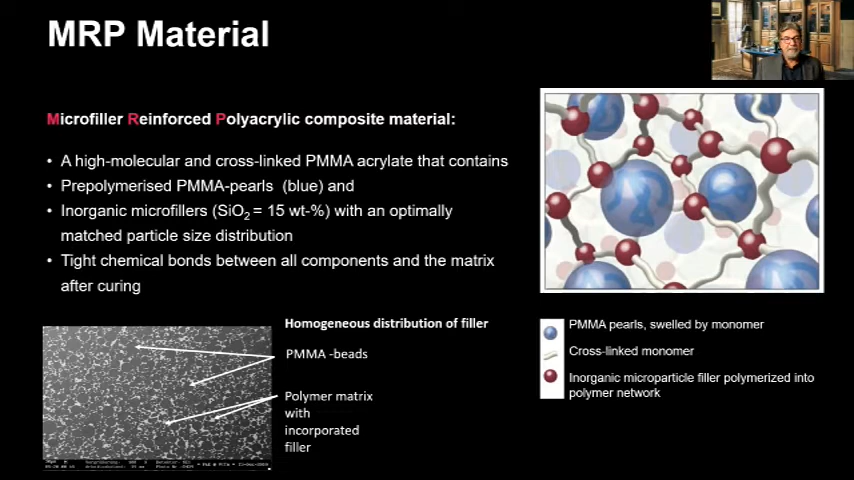 MRP Material
Microfiller Reinforced Polyacrylic composite material:
• A high-molecular and cross-linked PMMA acrylate that contains
• Prepolymerised PMMA-pearls (blue) and
• Inorganic microfillers (SiO₂ = 15 wt-%) with an optimally
matched particle size distribution
• Tight chemical bonds between all components and the matrix
after curing
Homogeneous distribution of filler
PMMA -beads
Polymer matrix
with
incorporated
filler
PMMA pearls, swelled by monomer
Cross-linked monomer
Inorganic microparticle filler polymerized into
polymer network